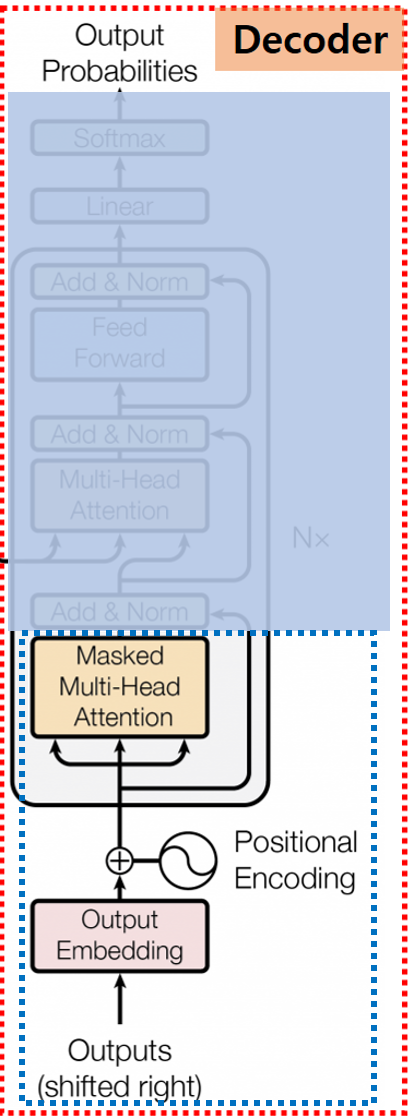 Output
Probabilities
Decoder
Softmax
Linear
Add & Norm
Feed
Forward
Add & Norm
Multi-Head
Attention
N×
Add & Norm
Masked
Multi-Head
Attention
Positional
Encoding
Output
Embedding
Outputs
(shifted right)